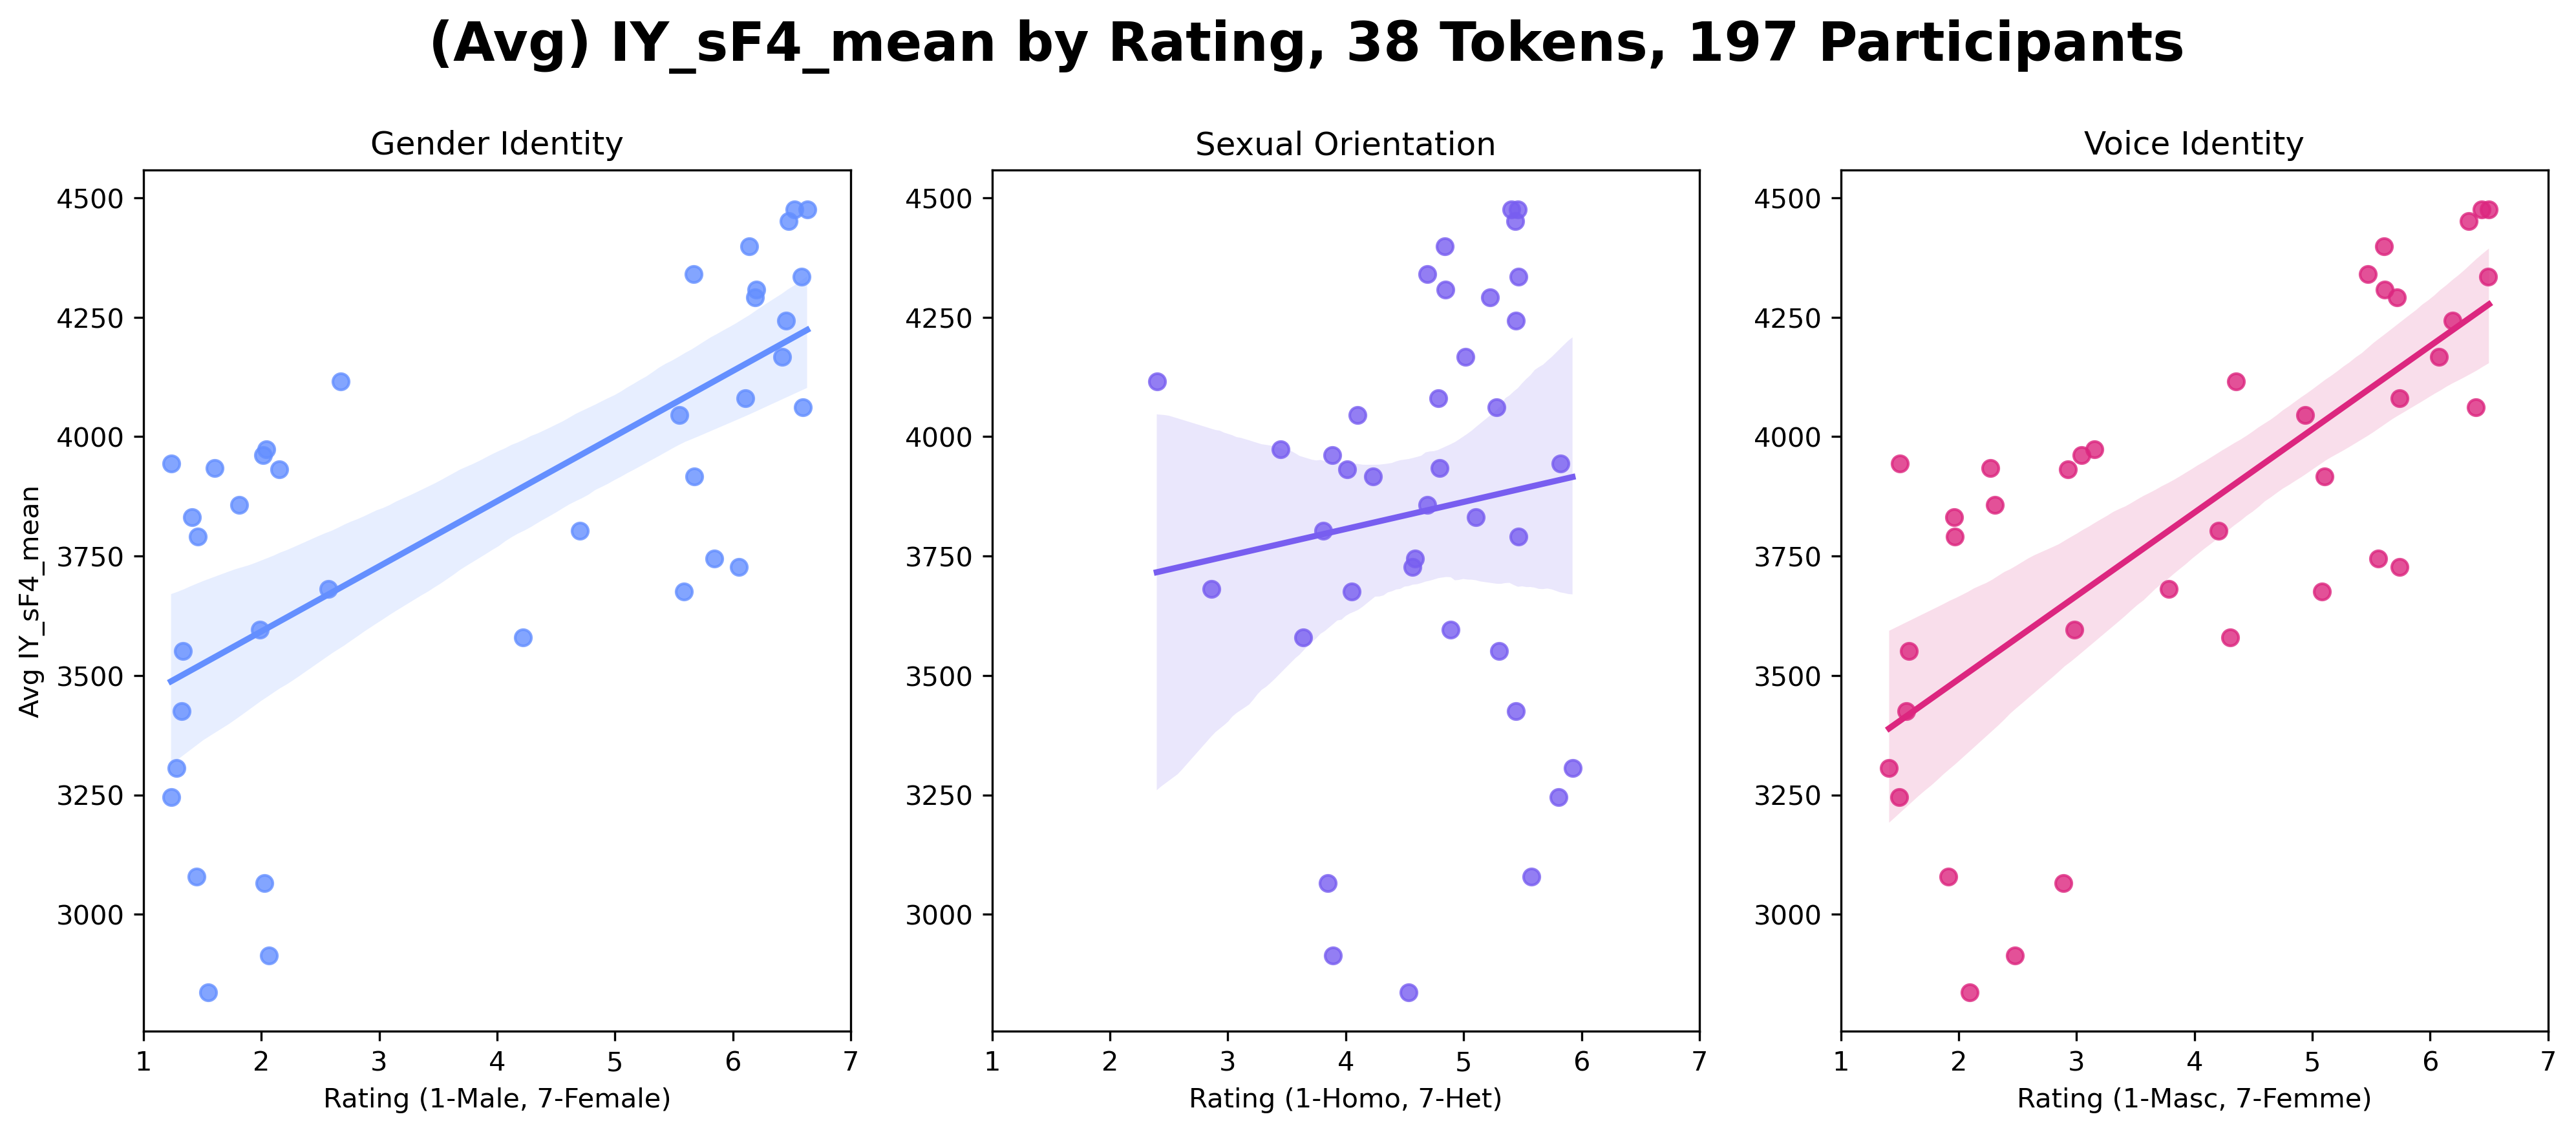 (Avg) IY_sF4_mean by Rating, 38 Tokens, 197 Participants
Gender Identity
Sexual Orientation
Voice Identity
Avg IY_sF4_mean
4500
4250
4000
3750
3500
3250
3000
1 2 3 4 5 6 7
Rating (1-Male, 7-Female)
4500
4250
4000
3750
3500
3250
3000
1 2 3 4 5 6 7
Rating (1-Homo, 7-Het)
4500
4250
4000
3750
3500
3250
3000
1 2 3 4 5 6 7
Rating (1-Masc, 7-Femme)